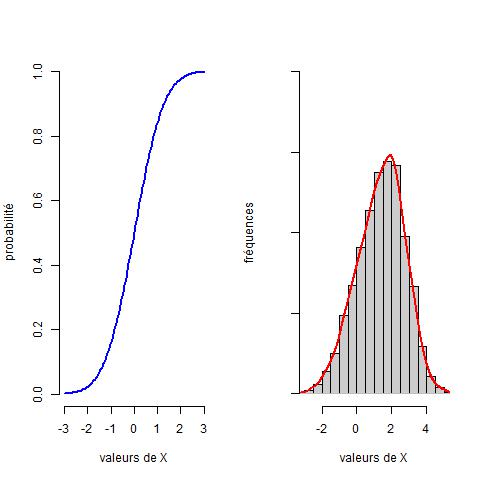 probabilité
1.0
0.8
0.6
0.4
0.2
0.0
-3 -2 -1 0 1 2 3
valeurs de X
fréquences
-2 0 2 4
valeurs de X